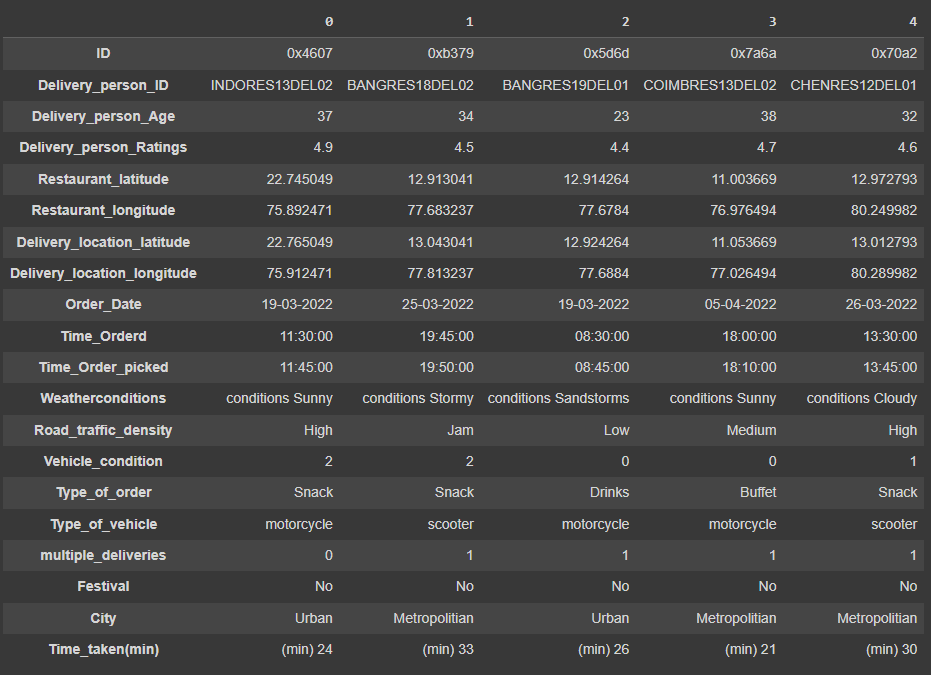 0 1 2 3 4
ID 0x4607 0xb379 0x5d6d 0x7a6a 0x70a2
Delivery_person_ID INDORES13DEL02 BANGRES18DEL02 BANGRES19DEL01 COIMBRES13DEL02 CHENRES12DEL01
Delivery_person_Age 37 34 23 38 32
Delivery_person_Ratings 4.9 4.5 4.4 4.7 4.6
Restaurant_latitude 22.745049 12.913041 12.914264 11.003669 12.972793
Restaurant_longitude 75.892471 77.683237 77.6784 76.976494 80.249982
Delivery_location_latitude 22.765049 13.043041 12.924264 11.053669 13.012793
Delivery_location_longitude 75.912471 77.813237 77.6884 77.026494 80.289982
Order_Date 19-03-2022 25-03-2022 19-03-2022 05-04-2022 26-03-2022
Time_Orderd 11:30:00 19:45:00 08:30:00 18:00:00 13:30:00
Time_Order_picked 11:45:00 19:50:00 08:45:00 18:10:00 13:45:00
Weatherconditions conditions Sunny conditions Stormy conditions Sandstorms conditions Sunny conditions Cloudy
Road_traffic_density High Jam Low Medium High
Vehicle_condition 2 2 0 0 1
Type_of_order Snack Snack Drinks Buffet Snack
Type_of_vehicle motorcycle scooter motorcycle motorcycle scooter
multiple_deliveries 0 1 1 1 1
Festival No No No No No
City Urban Metropolitian Urban Metropolitian Metropolitian
Time_taken(min) (min) 24 (min) 33 (min) 26 (min) 21 (min) 30